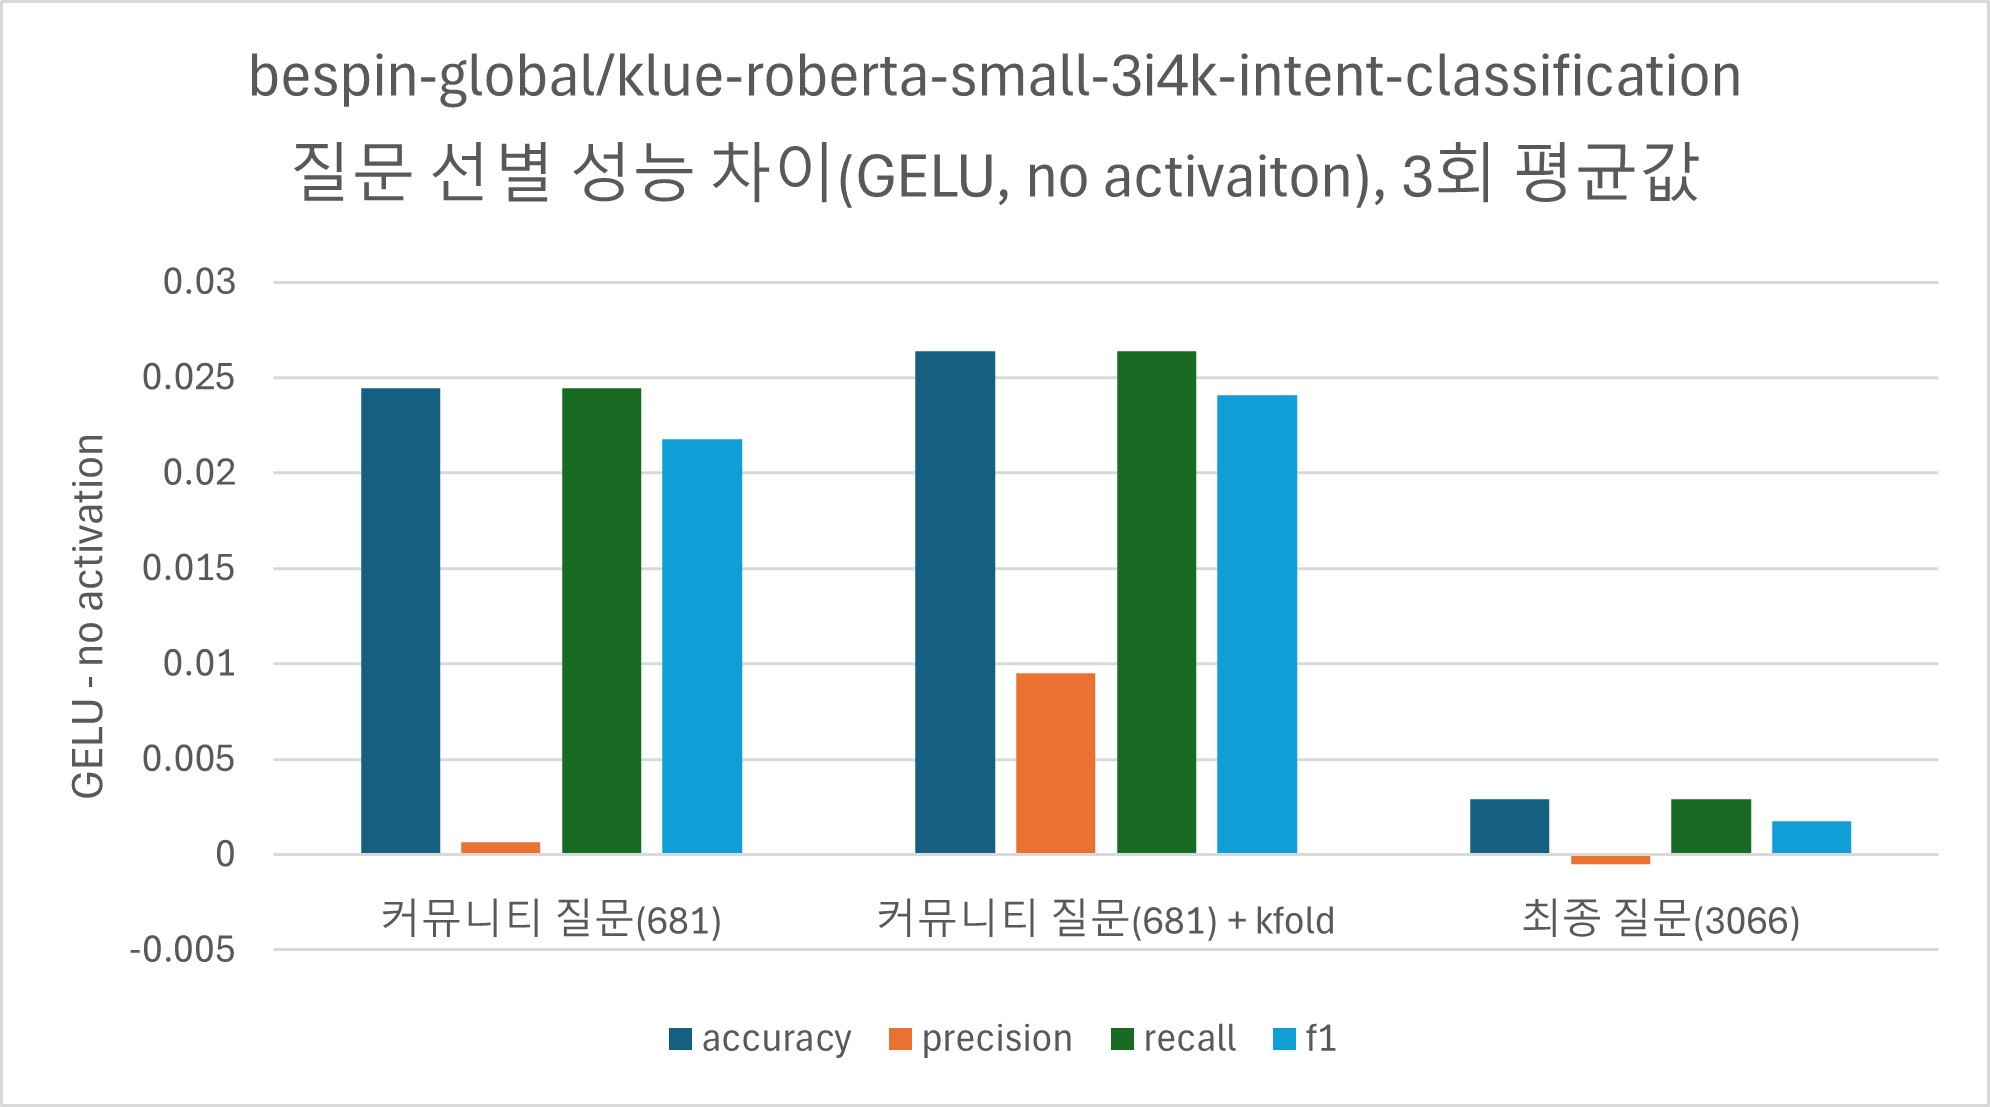 bespin-global/klue-roberta-small-3i4k-intent-classification
질문 선별 성능 차이(GELU, no activaiton), 3회 평균값
GELU - no activation
0.03
0.025
0.02
0.015
0.01
0.005
0
-0.005
커뮤니티 질문(681)
커뮤니티 질문(681) + kfold
최종 질문(3066)
accuracy
precision
recall
f1